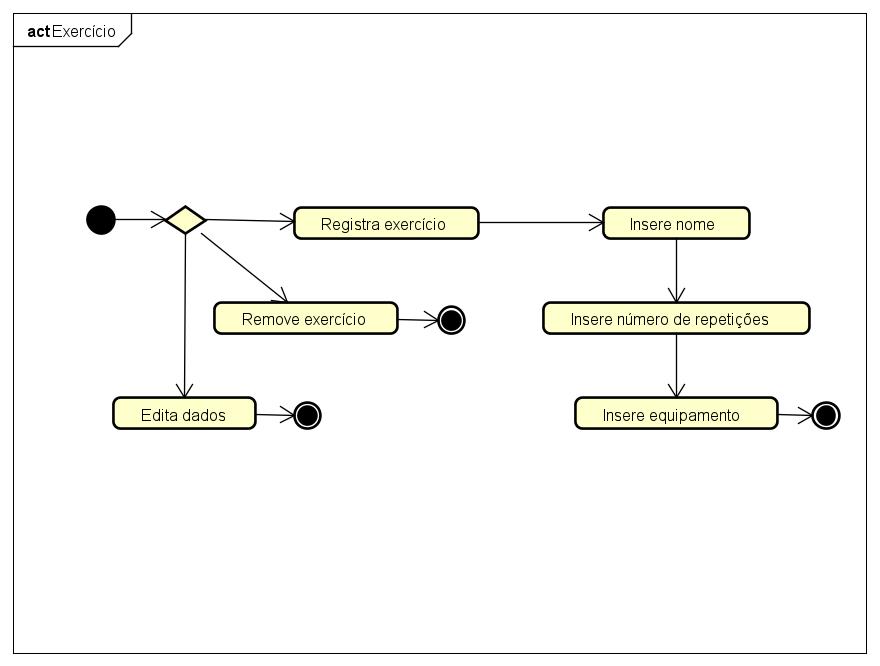 act Exercício
Registra exercício
Insere nome
Remove exercício
Insere número de repetições
Edita dados
Insere equipamento